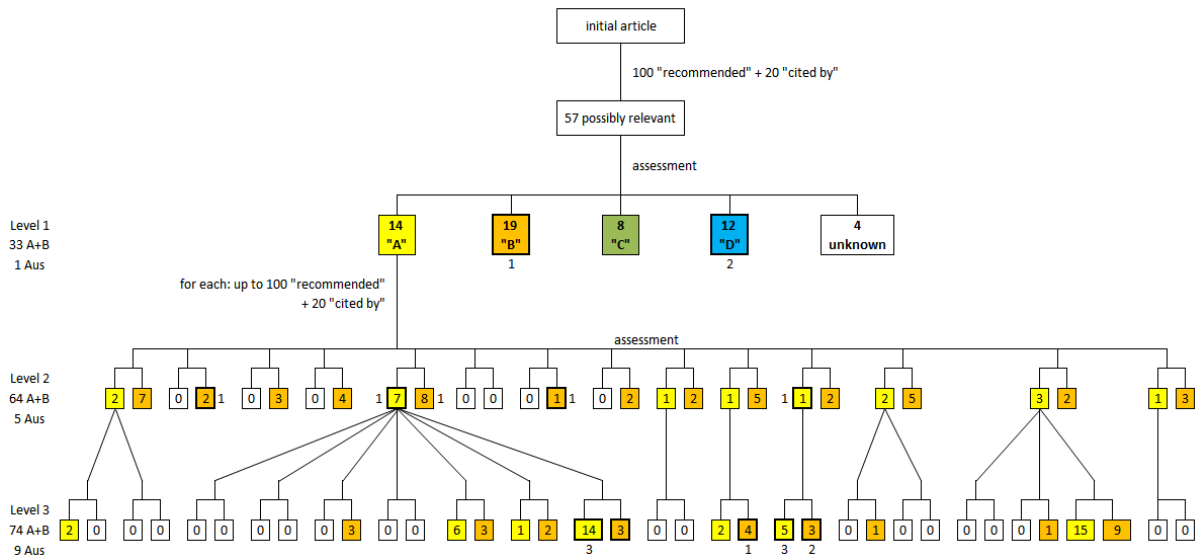 initial article
100 "recommended" + 20 "cited by"
57 possibly relevant
assessment
Level 1
33 A+B
1 Aus
14 "A"
19 "B"
8 "C"
12 "D"
4 unknown
1 2
for each: up to 100 "recommended"
+ 20 "cited by"
assessment
Level 2
64 A+B
5 Aus
2 7 0 2 1 0 3 0 4 1 7 8 1 0 0 0 1 1 0 2 1 2 1 5 1 1 2 2 5 3 2 1 3
Level 3
74 A+B
9 Aus
2 0 0 0 0 0 0 0 0 3 6 3 1 2 14 3 0 0 2 4 5 3 0 1 0 0 0 0 0 1 15 9 0 0
3 1 3 2